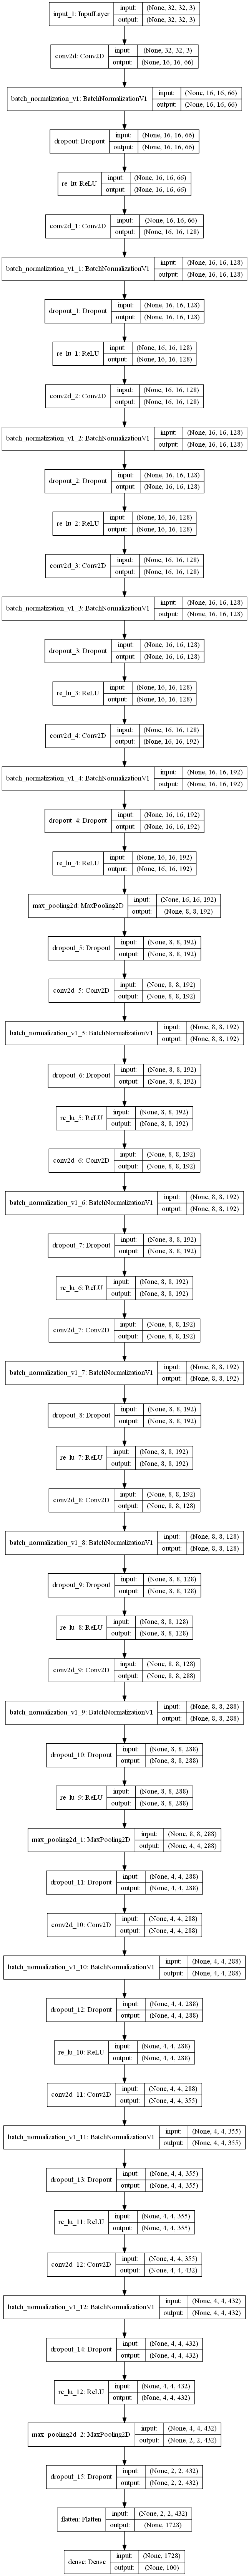 input_1: InputLayer input: (None, 32, 32, 3)
output: (None, 32, 32, 3)
conv2d: Conv2D input: (None, 32, 32, 3)
output: (None, 16, 16, 66)
batch_normalization_v1: BatchNormalizationV1 input: (None, 16, 16, 66)
output: (None, 16, 16, 66)
dropout: Dropout input: (None, 16, 16, 66)
output: (None, 16, 16, 66)
re_lu: ReLU input: (None, 16, 16, 66)
output: (None, 16, 16, 66)
conv2d_1: Conv2D input: (None, 16, 16, 66)
output: (None, 16, 16, 128)
batch_normalization_v1_1: BatchNormalizationV1 input: (None, 16, 16, 128)
output: (None, 16, 16, 128)
dropout_1: Dropout input: (None, 16, 16, 128)
output: (None, 16, 16, 128)
re_lu_1: ReLU input: (None, 16, 16, 128)
output: (None, 16, 16, 128)
conv2d_2: Conv2D input: (None, 16, 16, 128)
output: (None, 16, 16, 128)
batch_normalization_v1_2: BatchNormalizationV1 input: (None, 16, 16, 128)
output: (None, 16, 16, 128)
dropout_2: Dropout input: (None, 16, 16, 128)
output: (None, 16, 16, 128)
re_lu_2: ReLU input: (None, 16, 16, 128)
output: (None, 16, 16, 128)
conv2d_3: Conv2D input: (None, 16, 16, 128)
output: (None, 16, 16, 128)
batch_normalization_v1_3: BatchNormalizationV1 input: (None, 16, 16, 128)
output: (None, 16, 16, 128)
dropout_3: Dropout input: (None, 16, 16, 128)
output: (None, 16, 16, 128)
re_lu_3: ReLU input: (None, 16, 16, 128)
output: (None, 16, 16, 128)
conv2d_4: Conv2D input: (None, 16, 16, 128)
output: (None, 16, 16, 192)
batch_normalization_v1_4: BatchNormalizationV1 input: (None, 16, 16, 192)
output: (None, 16, 16, 192)
dropout_4: Dropout input: (None, 16, 16, 192)
output: (None, 16, 16, 192)
re_lu_4: ReLU input: (None, 16, 16, 192)
output: (None, 16, 16, 192)
max_pooling2d: MaxPooling2D input: (None, 16, 16, 192)
output: (None, 8, 8, 192)
dropout_5: Dropout input: (None, 8, 8, 192)
output: (None, 8, 8, 192)
conv2d_5: Conv2D input: (None, 8, 8, 192)
output: (None, 8, 8, 192)
batch_normalization_v1_5: BatchNormalizationV1 input: (None, 8, 8, 192)
output: (None, 8, 8, 192)
dropout_6: Dropout input: (None, 8, 8, 192)
output: (None, 8, 8, 192)
re_lu_5: ReLU input: (None, 8, 8, 192)
output: (None, 8, 8, 192)
conv2d_6: Conv2D input: (None, 8, 8, 192)
output: (None, 8, 8, 192)
batch_normalization_v1_6: BatchNormalizationV1 input: (None, 8, 8, 192)
output: (None, 8, 8, 192)
dropout_7: Dropout input: (None, 8, 8, 192)
output: (None, 8, 8, 192)
re_lu_6: ReLU input: (None, 8, 8, 192)
output: (None, 8, 8, 192)
conv2d_7: Conv2D input: (None, 8, 8, 192)
output: (None, 8, 8, 192)
batch_normalization_v1_7: BatchNormalizationV1 input: (None, 8, 8, 192)
output: (None, 8, 8, 192)
dropout_8: Dropout input: (None, 8, 8, 192)
output: (None, 8, 8, 192)
re_lu_7: ReLU input: (None, 8, 8, 192)
output: (None, 8, 8, 192)
conv2d_8: Conv2D input: (None, 8, 8, 192)
output: (None, 8, 8, 128)
batch_normalization_v1_8: BatchNormalizationV1 input: (None, 8, 8, 128)
output: (None, 8, 8, 128)
dropout_9: Dropout input: (None, 8, 8, 128)
output: (None, 8, 8, 128)
re_lu_8: ReLU input: (None, 8, 8, 128)
output: (None, 8, 8, 128)
conv2d_9: Conv2D input: (None, 8, 8, 128)
output: (None, 8, 8, 288)
batch_normalization_v1_9: BatchNormalizationV1 input: (None, 8, 8, 288)
output: (None, 8, 8, 288)
dropout_10: Dropout input: (None, 8, 8, 288)
output: (None, 8, 8, 288)
re_lu_9: ReLU input: (None, 8, 8, 288)
output: (None, 8, 8, 288)
max_pooling2d_1: MaxPooling2D input: (None, 8, 8, 288)
output: (None, 4, 4, 288)
dropout_11: Dropout input: (None, 4, 4, 288)
output: (None, 4, 4, 288)
conv2d_10: Conv2D input: (None, 4, 4, 288)
output: (None, 4, 4, 288)
batch_normalization_v1_10: BatchNormalizationV1 input: (None, 4, 4, 288)
output: (None, 4, 4, 288)
dropout_12: Dropout input: (None, 4, 4, 288)
output: (None, 4, 4, 288)
re_lu_10: ReLU input: (None, 4, 4, 288)
output: (None, 4, 4, 288)
conv2d_11: Conv2D input: (None, 4, 4, 288)
output: (None, 4, 4, 355)
batch_normalization_v1_11: BatchNormalizationV1 input: (None, 4, 4, 355)
output: (None, 4, 4, 355)
dropout_13: Dropout input: (None, 4, 4, 355)
output: (None, 4, 4, 355)
re_lu_11: ReLU input: (None, 4, 4, 355)
output: (None, 4, 4, 355)
conv2d_12: Conv2D input: (None, 4, 4, 355)
output: (None, 4, 4, 432)
batch_normalization_v1_12: BatchNormalizationV1 input: (None, 4, 4, 432)
output: (None, 4, 4, 432)
dropout_14: Dropout input: (None, 4, 4, 432)
output: (None, 4, 4, 432)
re_lu_12: ReLU input: (None, 4, 4, 432)
output: (None, 4, 4, 432)
max_pooling2d_2: MaxPooling2D input: (None, 4, 4, 432)
output: (None, 2, 2, 432)
dropout_15: Dropout input: (None, 2, 2, 432)
output: (None, 2, 2, 432)
flatten: Flatten input: (None, 2, 2, 432)
output: (None, 1728)
dense: Dense input: (None, 1728)
output: (None, 100)